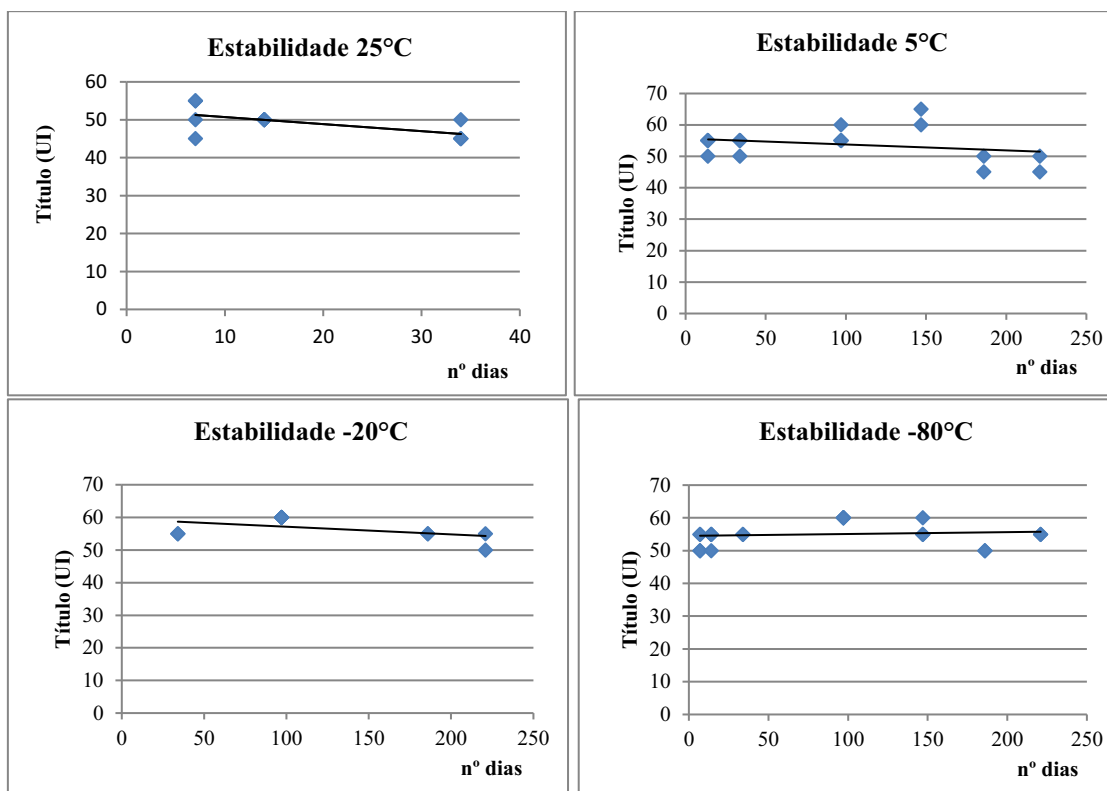 Estabilidade 25°C
Título (UI)
60
50
40
30
20
10
0
0 10 20 30 40
nº dias
Estabilidade 5°C
Título (UI)
70
60
50
40
30
20
10
0
0 50 100 150 200 250
nº dias
Estabilidade -20°C
Título (UI)
70
60
50
40
30
20
10
0
0 50 100 150 200 250
nº dias
Estabilidade -80°C
Título (UI)
70
60
50
40
30
20
10
0
0 50 100 150 200 250
nº dias